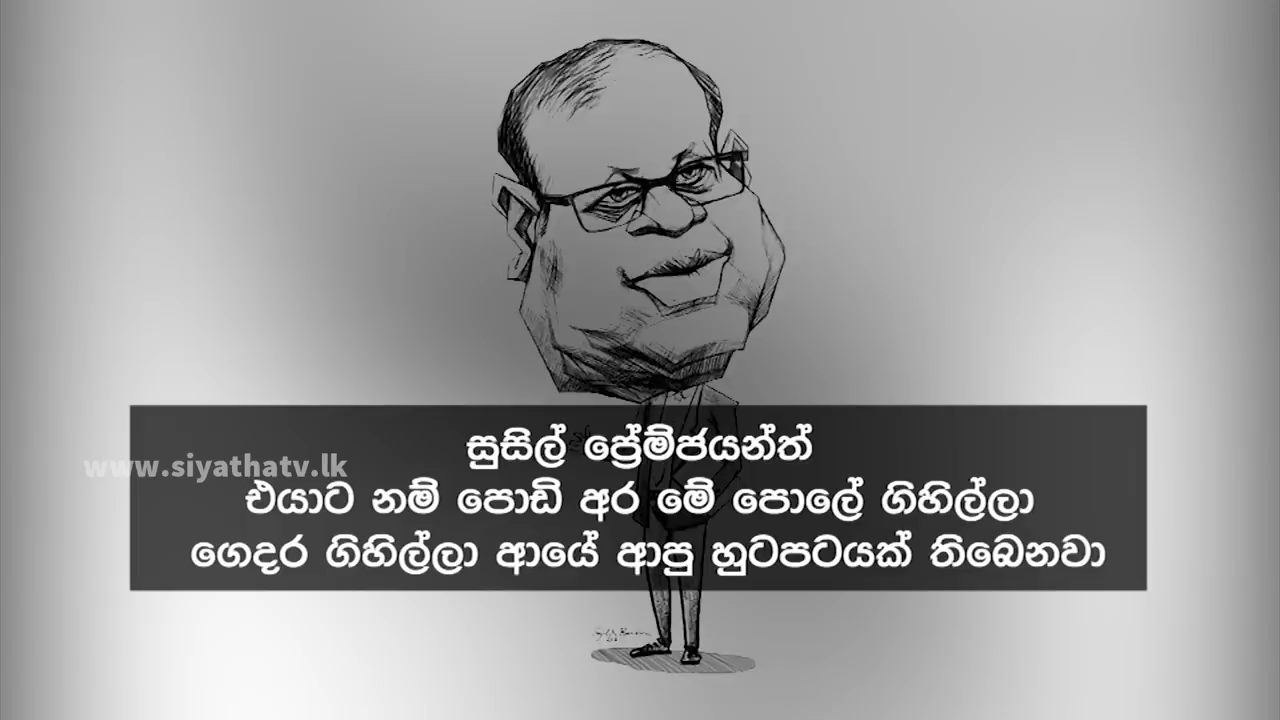 සුසිල් ප්‍රේම්ජයන්ත්
www.siyathatv.lk
එයාට නම් පොඩි අර මේ පොලේ ගිහිල්ලා
ගෙදර ගිහිල්ලා ආයේ ආපු හුටපටයක් තිබෙනවා